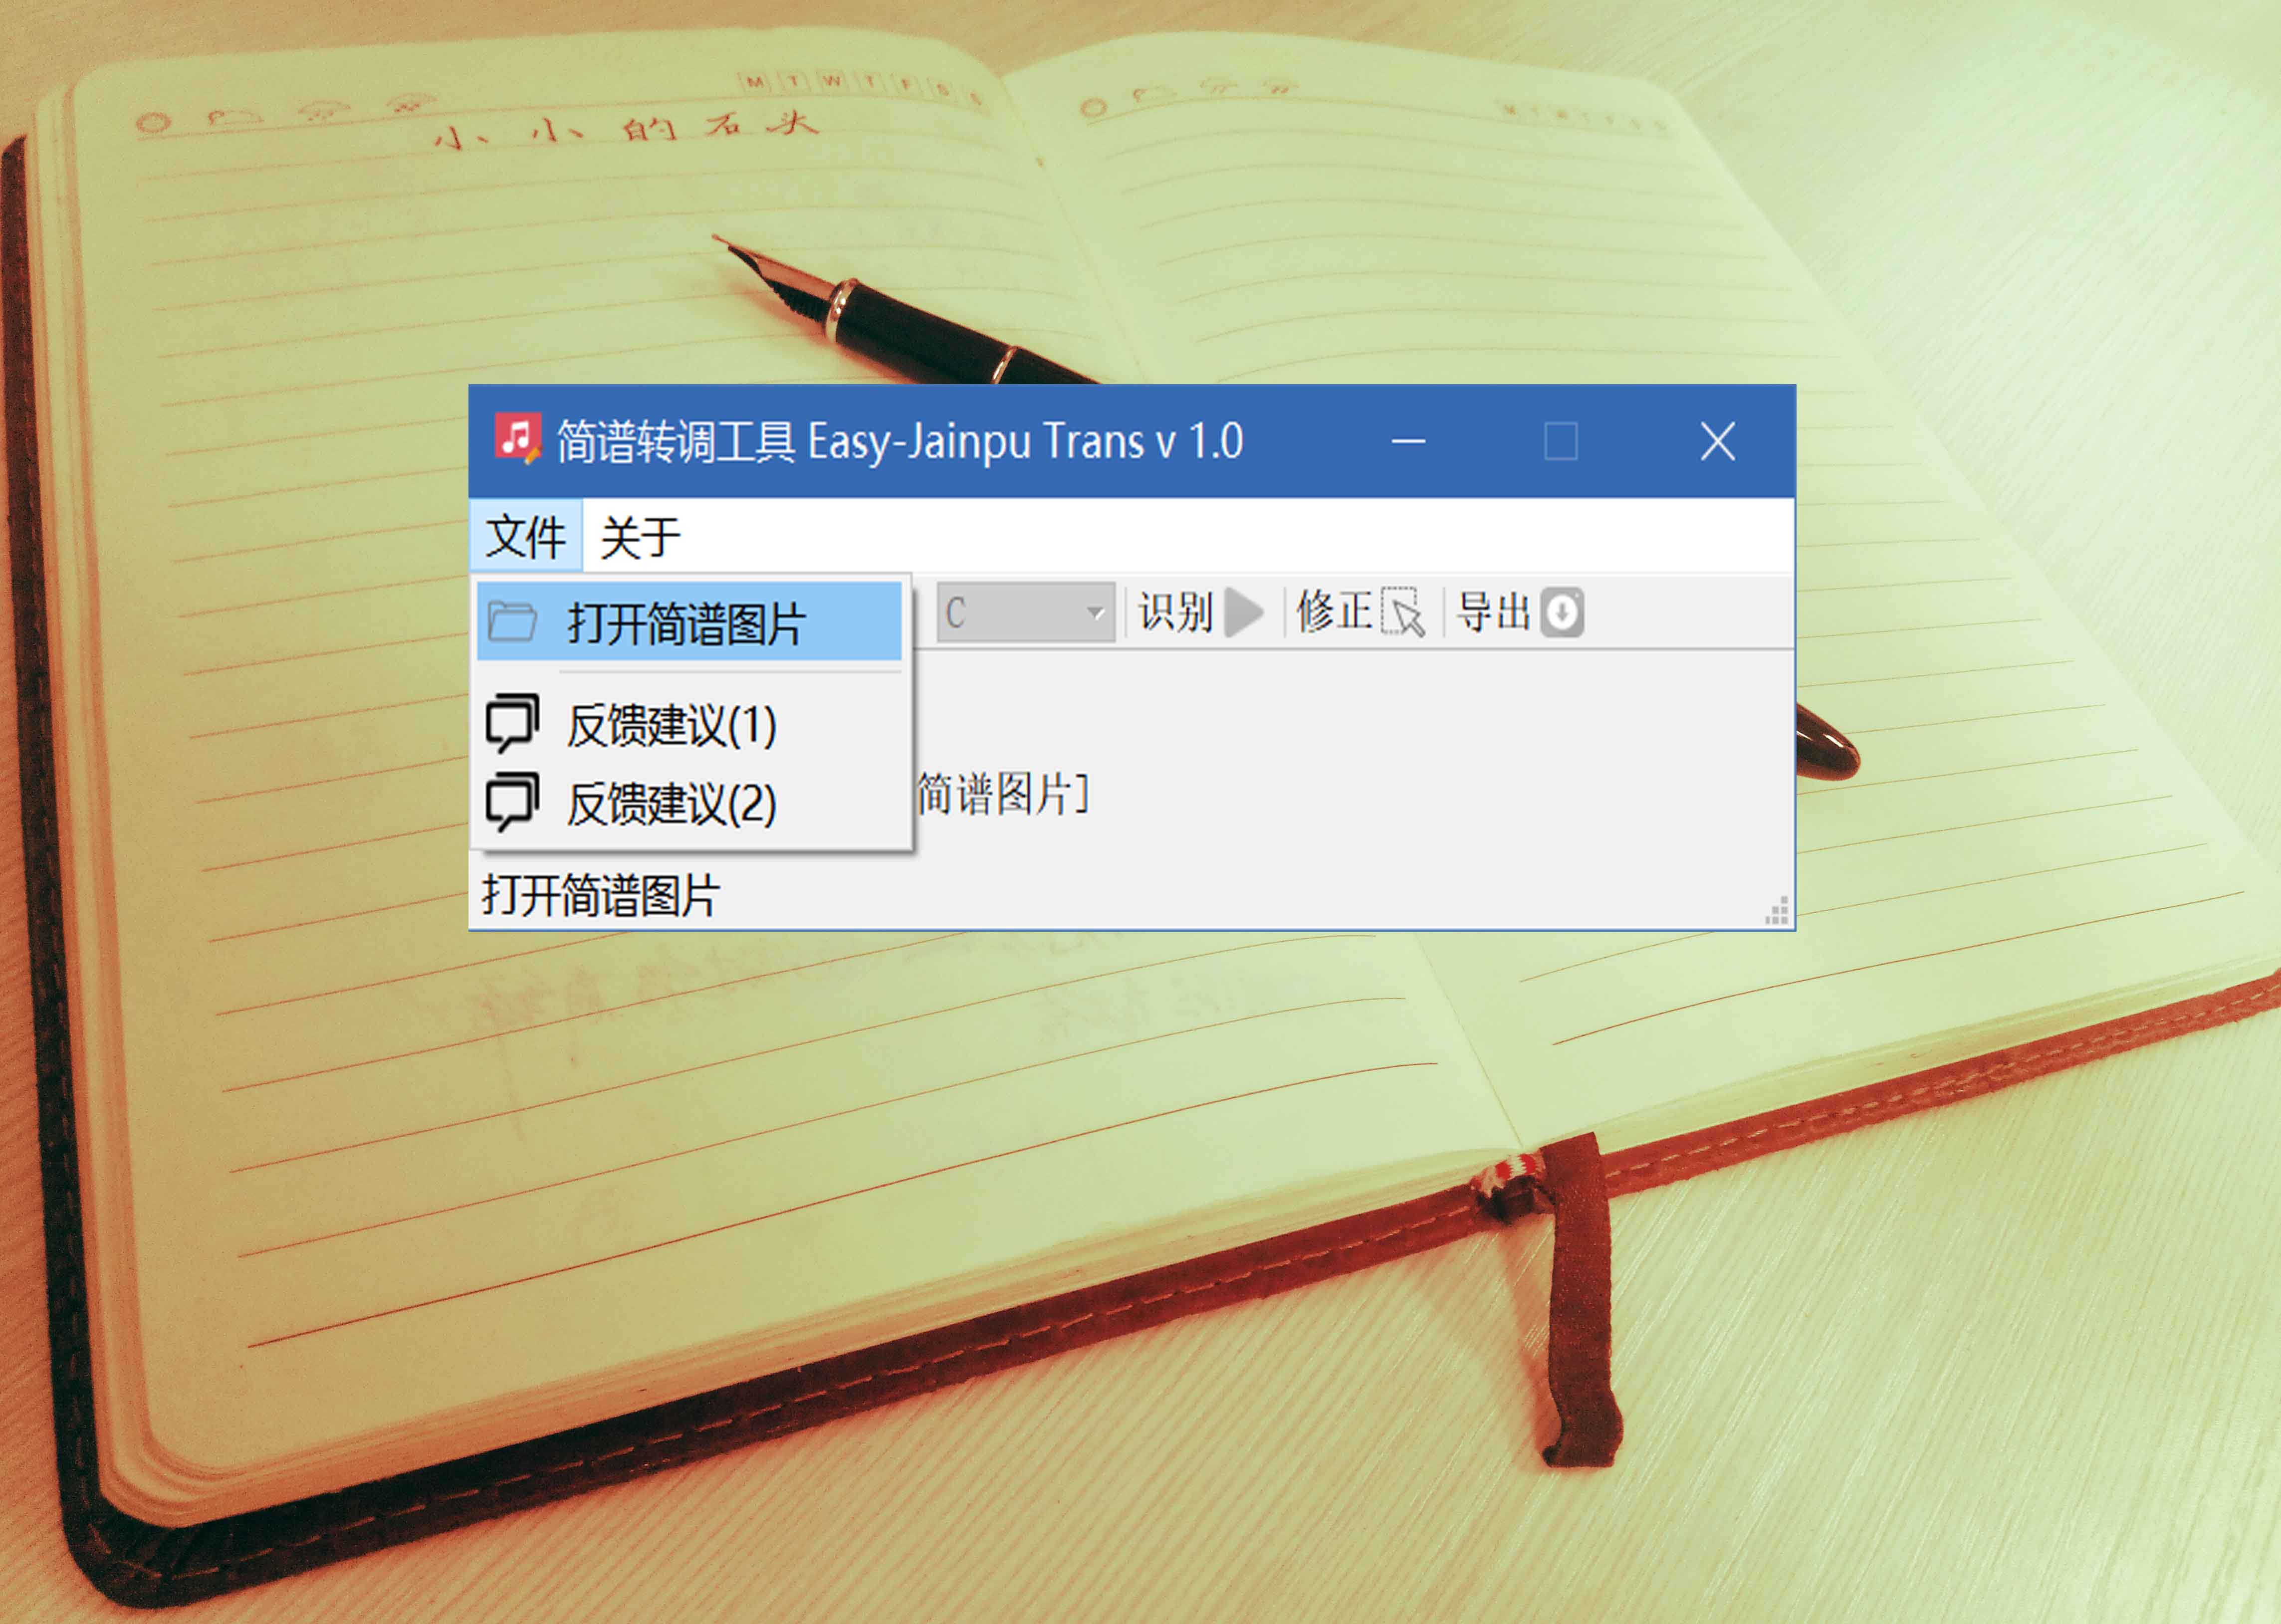 M T W T F S S
小小的石头
M T W T F S S
简谱转调工具 Easy-Jainpu Trans v 1.0
文件 关于
打开简谱图片
C 识别 修正 导出
反馈建议(1)
反馈建议(2)
简谱图片]
打开简谱图片